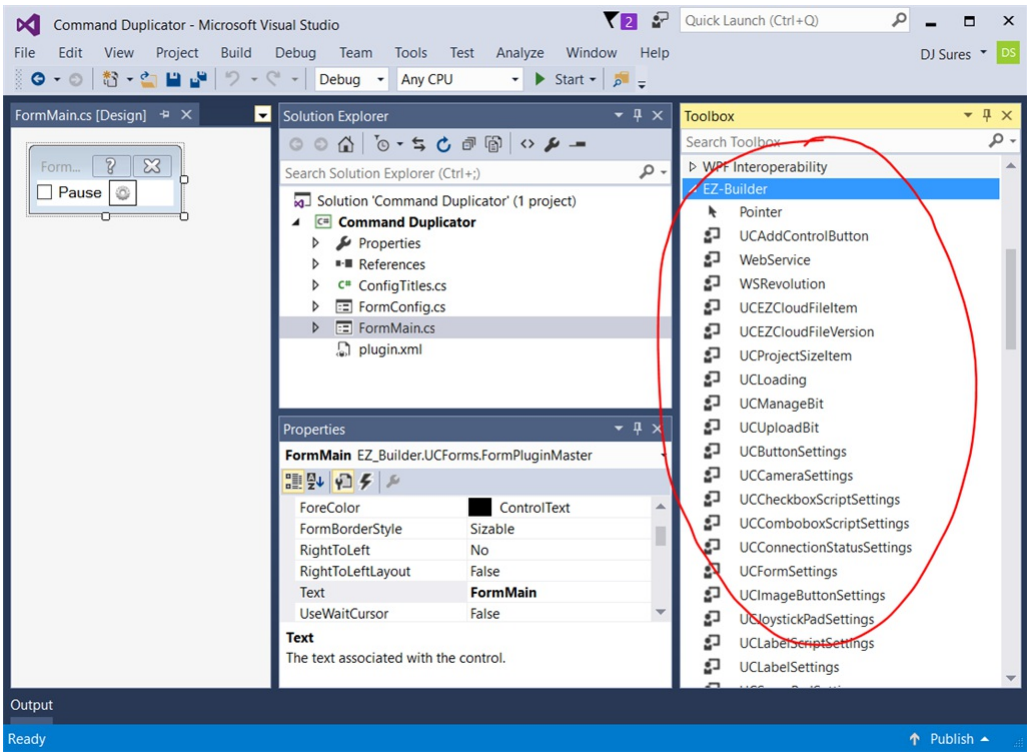 Command Duplicator - Microsoft Visual Studio
2
Quick Launch (Ctrl+Q)
File Edit View Project Build Debug Team Tools Test Analyze Window Help
DJ Sures
DS
Debug Any CPU Start
FormMain.cs [Design]
Form...
Pause
Solution Explorer
Search Solution Explorer (Ctrl+;)
Solution 'Command Duplicator' (1 project)
C# Command Duplicator
Properties
References
C# ConfigTitles.cs
FormConfig.cs
FormMain.cs
plugin.xml
Properties
FormMain EZ_Builder.UCForms.FormPluginMaster
ForeColor ControlText
FormBorderStyle Sizable
RightToLeft No
RightToLeftLayout False
Text FormMain
UseWaitCursor False
Text
The text associated with the control.
Toolbox
Search Toolbox
WPF Interoperability
EZ-Builder
Pointer
UCAddControlButton
WebService
WSRevolution
UCEZCloudFileItem
UCEZCloudFileVersion
UCProjectSizeItem
UCLoading
UCManageBit
UCUploadBit
UCButtonSettings
UCCameraSettings
UCCheckboxScriptSettings
UCComboboxScriptSettings
UCConnectionStatusSettings
UCFormSettings
UCImageButtonSettings
UCJoystickPadSettings
UCLabelScriptSettings
UCLabelSettings
Output
Ready
Publish